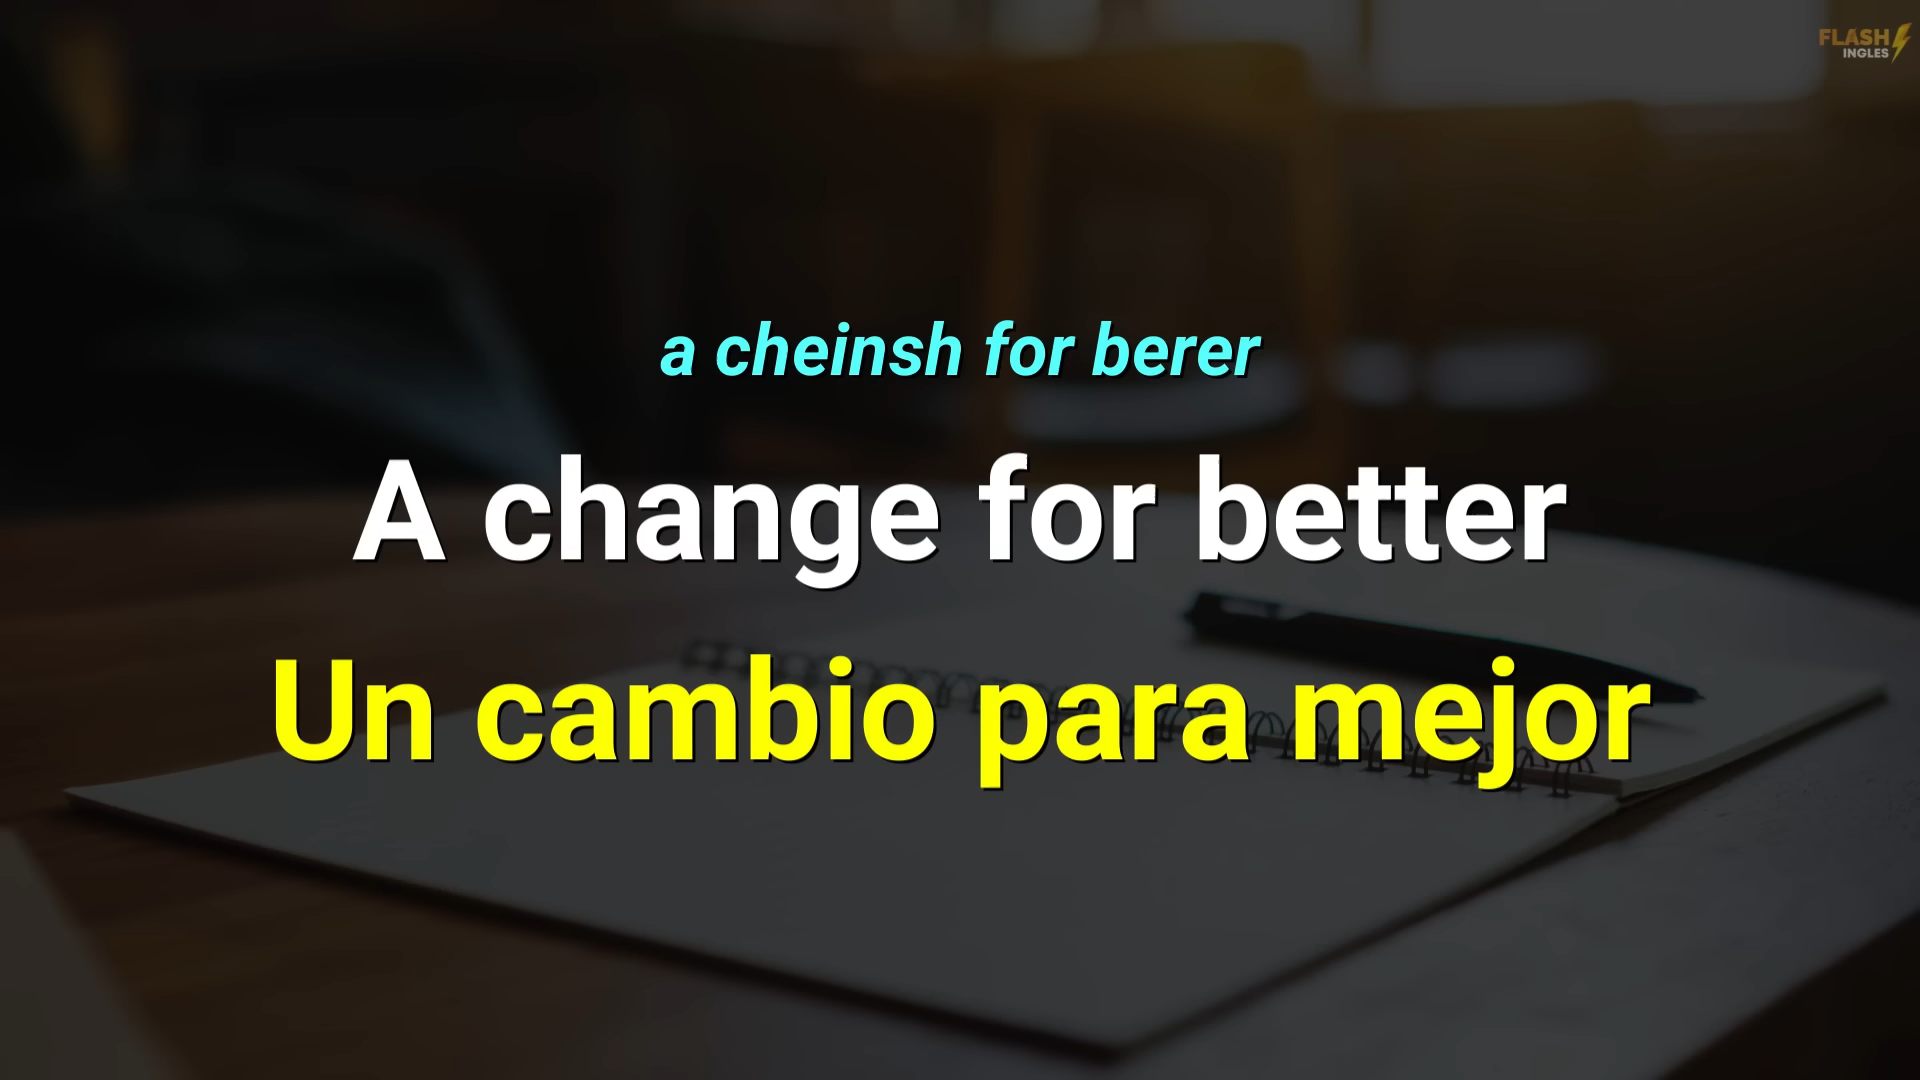 FLASH
INGLES
a cheinsh for berer
A change for better
Un cambio para mejor